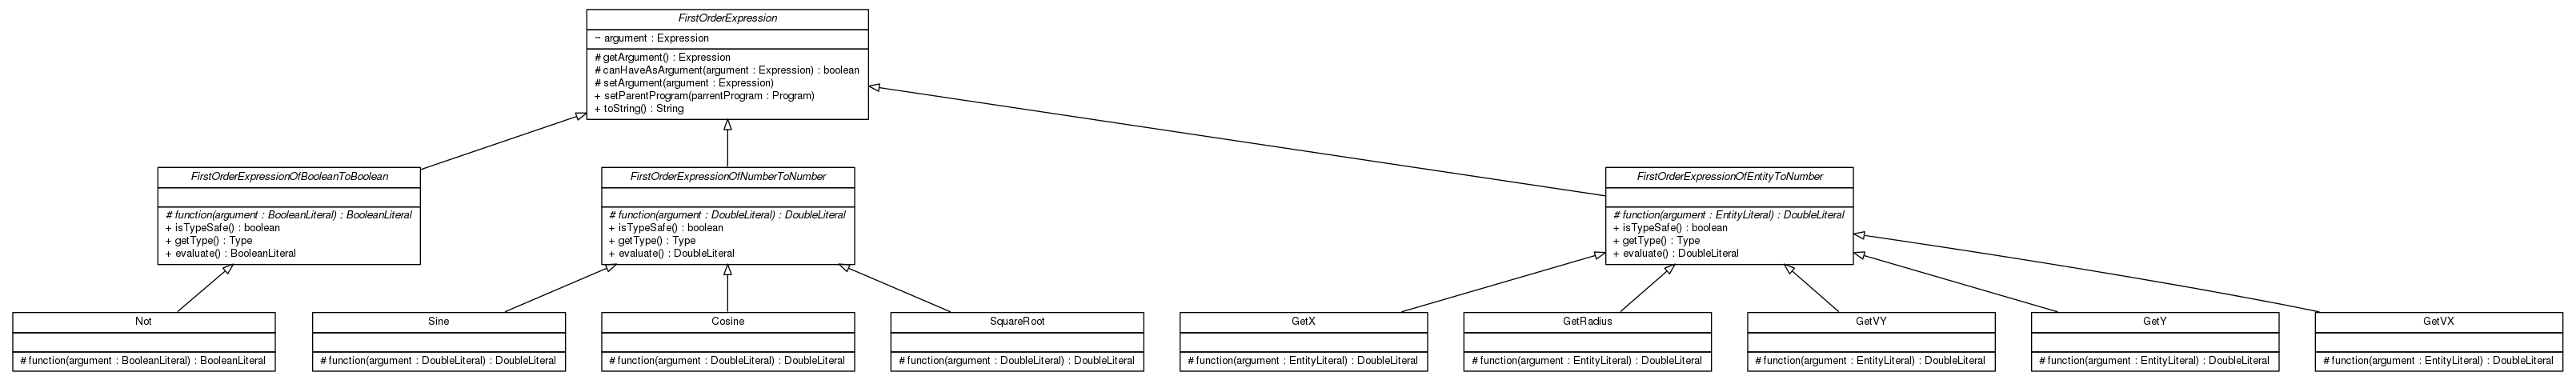 FirstOrderExpression
~ argument : Expression
# getArgument() : Expression
# canHaveAsArgument(argument : Expression) : boolean
# setArgument(argument : Expression)
+ setParentProgram(parrentProgram : Program)
+ toString() : String
FirstOrderExpressionOfBooleanToBoolean
# function(argument : BooleanLiteral) : BooleanLiteral
+ isTypeSafe() : boolean
+ getType() : Type
+ evaluate() : BooleanLiteral
FirstOrderExpressionOfNumberToNumber
# function(argument : DoubleLiteral) : DoubleLiteral
+ isTypeSafe() : boolean
+ getType() : Type
+ evaluate() : DoubleLiteral
FirstOrderExpressionOfEntityToNumber
# function(argument : EntityLiteral) : DoubleLiteral
+ isTypeSafe() : boolean
+ getType() : Type
+ evaluate() : DoubleLiteral
Not
# function(argument : BooleanLiteral) : BooleanLiteral
Sine
# function(argument : DoubleLiteral) : DoubleLiteral
Cosine
# function(argument : DoubleLiteral) : DoubleLiteral
SquareRoot
# function(argument : DoubleLiteral) : DoubleLiteral
GetX
# function(argument : EntityLiteral) : DoubleLiteral
GetRadius
# function(argument : EntityLiteral) : DoubleLiteral
GetVY
# function(argument : EntityLiteral) : DoubleLiteral
GetY
# function(argument : EntityLiteral) : DoubleLiteral
GetVX
# function(argument : EntityLiteral) : DoubleLiteral